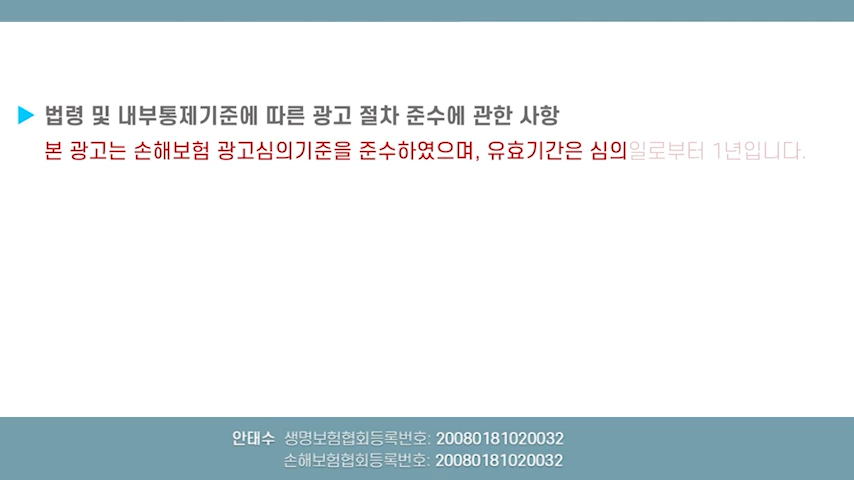 ▶ 법령 및 내부통제기준에 따른 광고 절차 준수에 관한 사항
본 광고는 손해보험 광고심의기준을 준수하였으며, 유효기간은 심의일로부터 1년입니다.
안태수 생명보험협회등록번호: 20080181020032
손해보험협회등록번호: 20080181020032